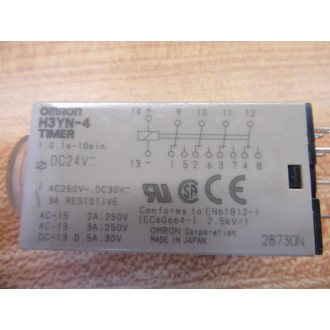 OMRON
H3YN-4
TIMER
t:0.1s-10min
DC24V
14+ 9 10 11 12
13- 1 5 2 6 3 7 4 8
AC250V~.DC30V
3A RESISTIVE
AC-15 2A.250V
AC-13 3A.250V
DC-13 0.5A.30V
Conforms to EN61812-1
IEC60664-1 2.5kV/1
OMRON Corporation
MADE IN JAPAN
28730N